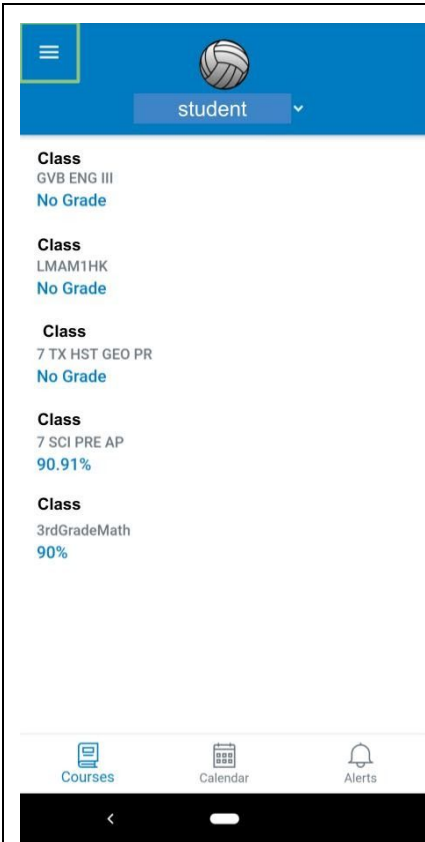 student
Class
GVB ENG III
No Grade
Class
LMAM1HK
No Grade
Class
7 TX HST GEO PR
No Grade
Class
7 SCI PRE AP
90.91%
Class
3rdGradeMath
90%
Courses Calendar Alerts